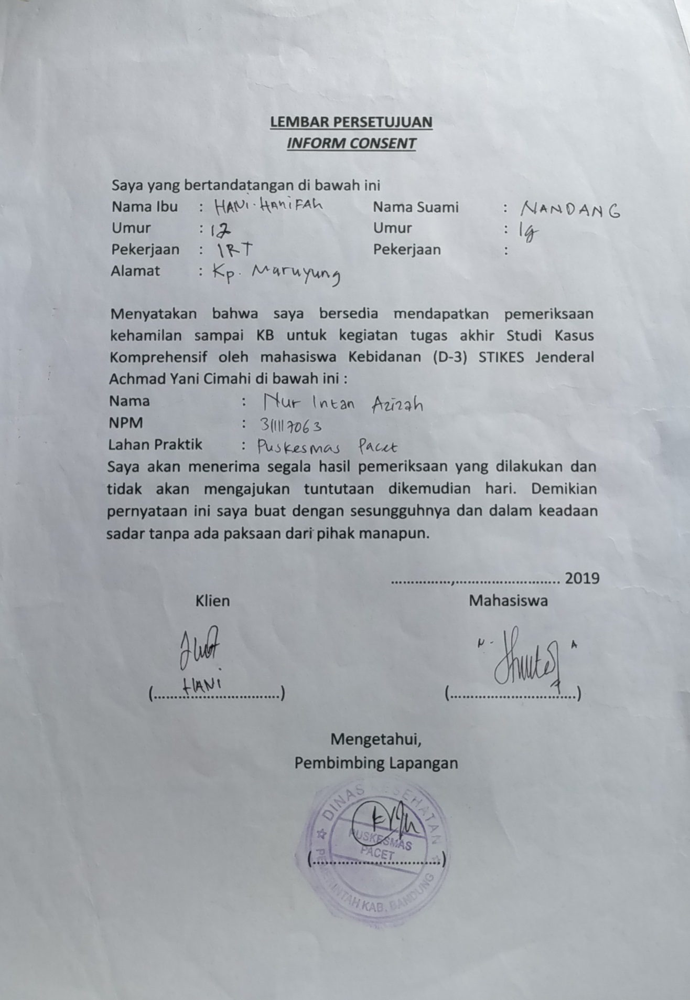 LEMBAR PERSETUJUAN
INFORM CONSENT
Saya yang bertandatangan di bawah ini
Nama Ibu : HANi HANiFAh Nama Suami : NANDANG
Umur : 17 Umur : 19
Pekerjaan : IRT Pekerjaan :
Alamat : Kp. Maruyung
Menyatakan bahwa saya bersedia mendapatkan pemeriksaan
kehamilan sampai KB untuk kegiatan tugas akhir Studi Kasus
Komprehensif oleh mahasiswa Kebidanan (D-3) STIKES Jenderal
Achmad Yani Cimahi di bawah ini :
Nama : Nur Intan Azizah
NPM : 311117063
Lahan Praktik : Puskesmas Pacet
Saya akan menerima segala hasil pemeriksaan yang dilakukan dan
tidak akan mengajukan tuntutaan dikemudian hari. Demikian
pernyataan ini saya buat dengan sesungguhnya dan dalam keadaan
sadar tanpa ada paksaan dari pihak manapun.
...............,........................... 2019
Klien Mahasiswa
N - A
HANi
(................................) (................................)
Mengetahui,
Pembimbing Lapangan
DINAS KESEHATAN
PUSKESMAS
PACET
(.................................)
PEMERINTAH KAB. BANDUNG